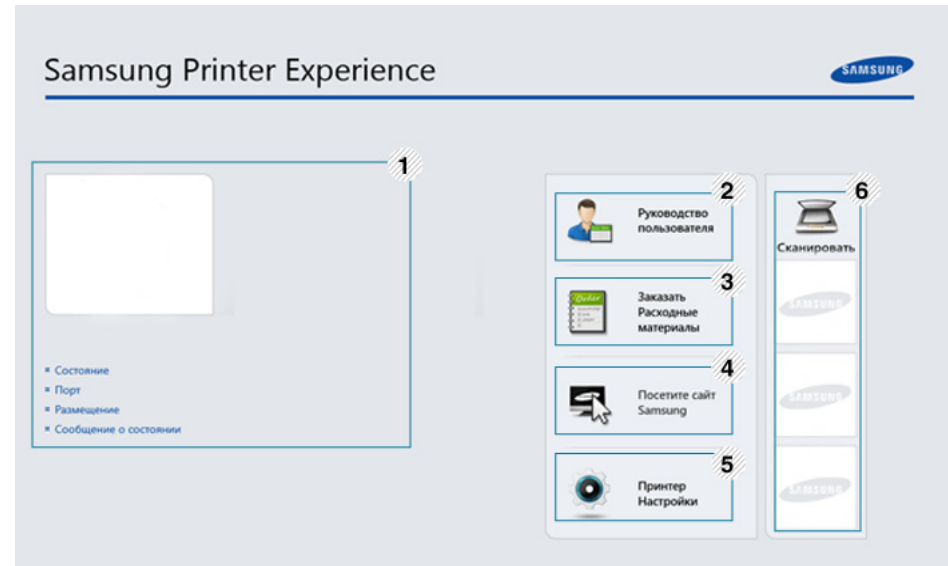 Samsung Printer Experience
SAMSUNG
1
Состояние
Порт
Размещение
Сообщение о состоянии
2
Руководство
пользователя
3
Order
Заказать
Расходные
материалы
4
Посетите сайт
Samsung
5
Принтер
Настройки
6
Сканировать
SAMSUNG
SAMSUNG
SAMSUNG